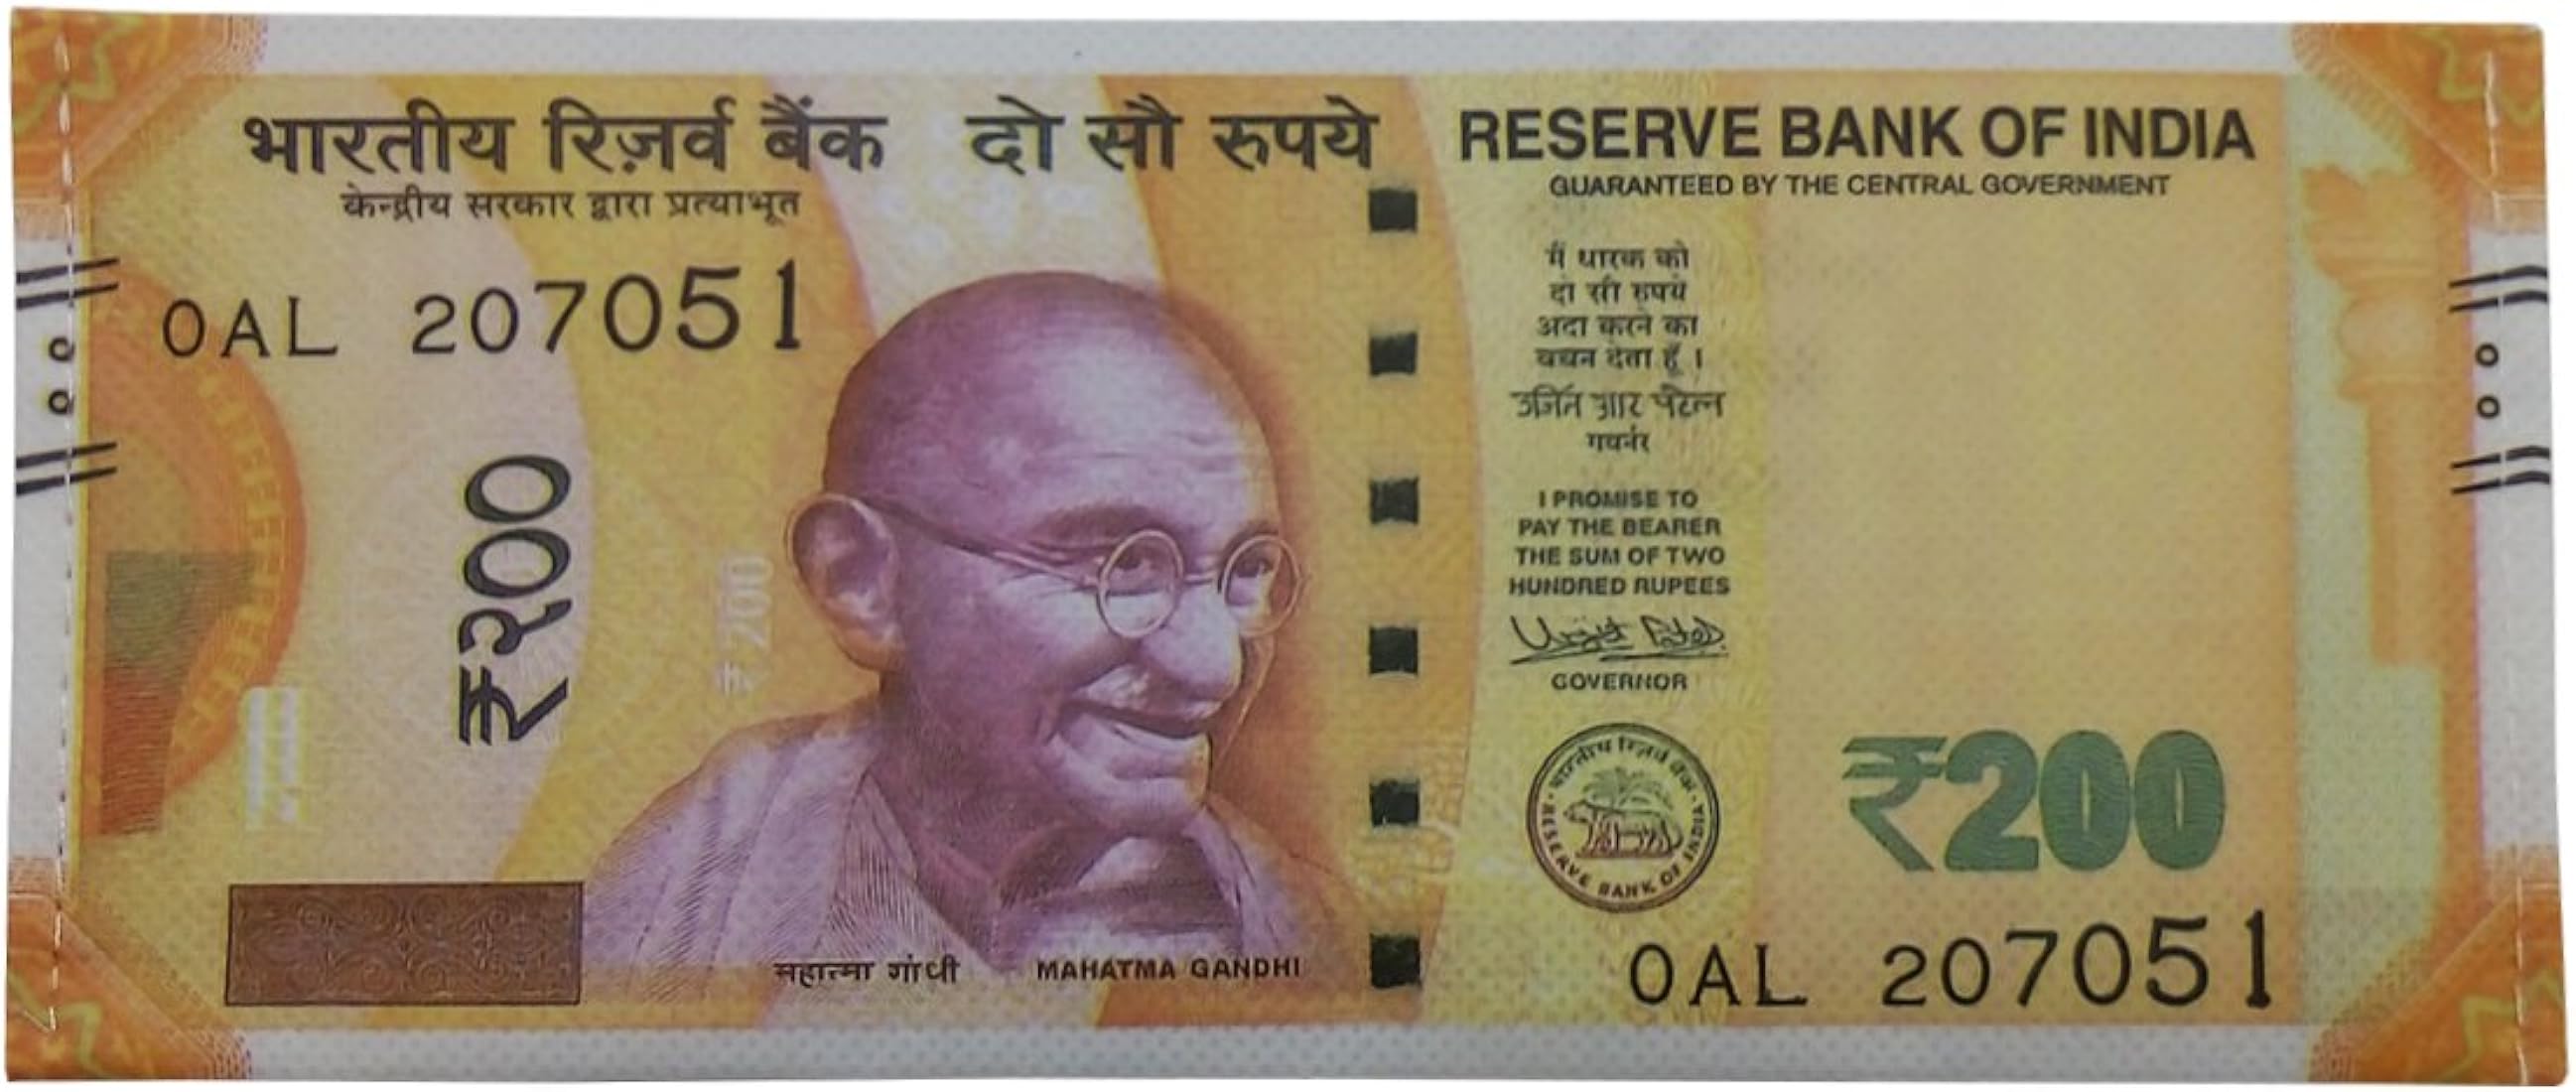 भारतीय रिज़र्व बैंक दो सौ रुपये RESERVE BANK OF INDIA
केन्द्रीय सरकार द्वारा प्रत्याभूत
GUARANTEED BY THE CENTRAL GOVERNMENT
0AL 207051
₹२००
₹200
मैं धारक को
दो सौ रुपये
अदा करने का
वचन देता हूँ ।
उर्जित आर पटेल
गवर्नर
I PROMISE TO
PAY THE BEARER
THE SUM OF TWO
HUNDRED RUPEES
Urjit Patel
GOVERNOR
भारतीय रिज़र्व बैंक
RESERVE BANK OF INDIA
₹200
महात्मा गांधी MAHATMA GANDHI
0AL 207051